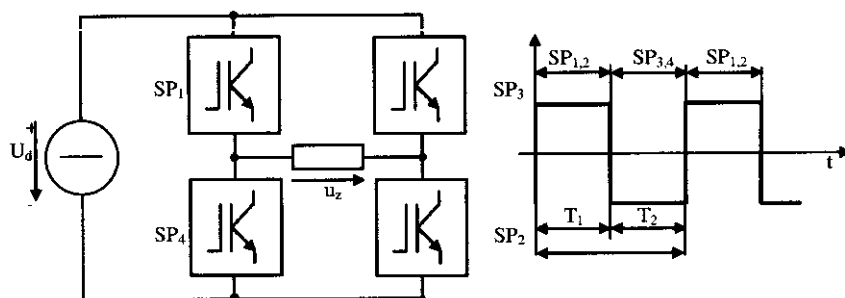 SP1,2 SP3,4 SP1,2
SP1
SP3
+
Ud
-
uz
t
SP4
T1 T2
SP2